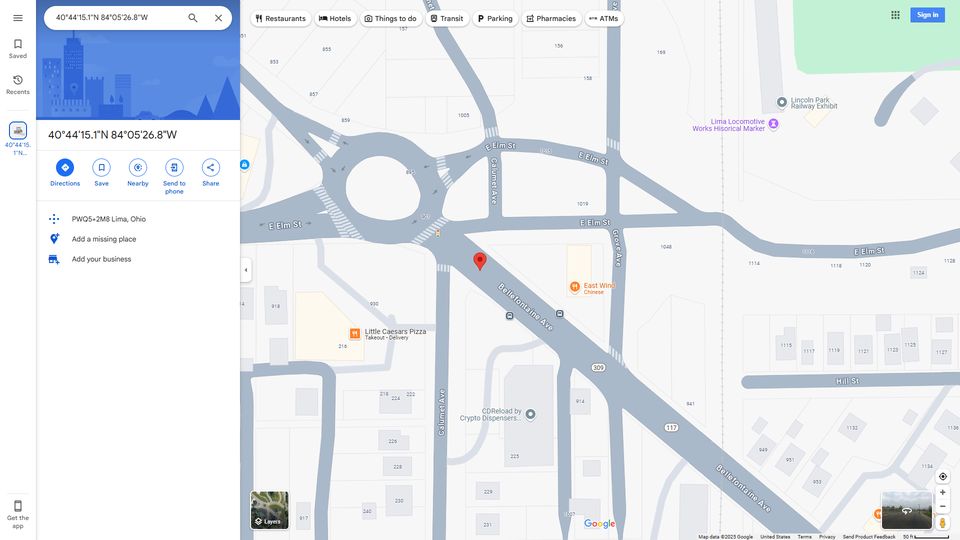 40°44'15.1"N 84°05'26.8"W
Restaurants
Hotels
Things to do
Transit
Parking
Pharmacies
ATMs
Sign in
Saved
Recents
40°44'15.
1"N...
Get the
app
40°44'15.1"N 84°05'26.8"W
Directions
Save
Nearby
Send to
phone
Share
PWQ5+2M8 Lima, Ohio
Add a missing place
Add your business
853
855
857
859
1005
156
158
169
Lincoln Park
Railway Exhibit
Lima Locomotive
Works Hisorical Marker
E Elm St
E Elm St
Calumet Ave
1019
E Elm St
E Elm St
Grove Ave
1048
1114
1118
1120
1128
E Elm St
1124
East Wind
Chinese
Bellefontaine Ave
930
918
Little Caesars Pizza
Takeout • Delivery
216
309
1115
1117
1119
1121
1123
1125
1127
Hill St
218
224
222
Calumet Ave
CDReload by
Crypto Dispensers...
914
941
117
225
226
228
229
230
231
240
917
1007
949
951
953
1132
1136
1134
1142
Bellefontaine Ave
Layers
Google
Map data ©2025 Google
United States
Terms
Privacy
Send Product Feedback
50 ft